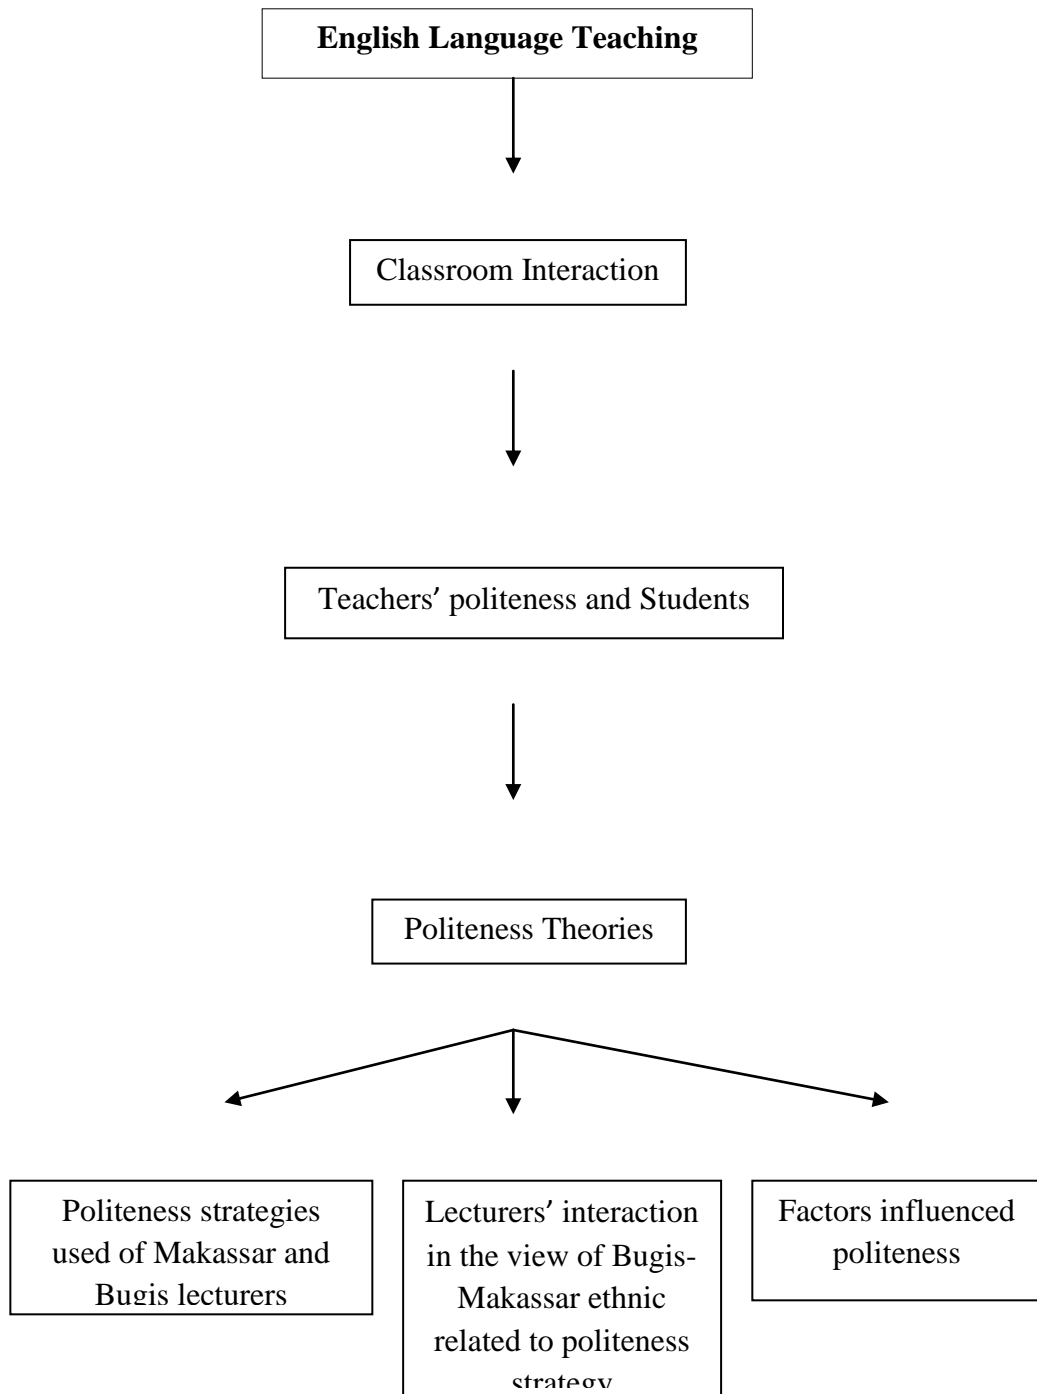 English Language Teaching
Classroom Interaction
Teachers’ politeness and Students
Politeness Theories
Politeness strategies
used of Makassar and
Bugis lecturers
Lecturers’ interaction
in the view of Bugis-
Makassar ethnic
related to politeness
strategy
Factors influenced
politeness